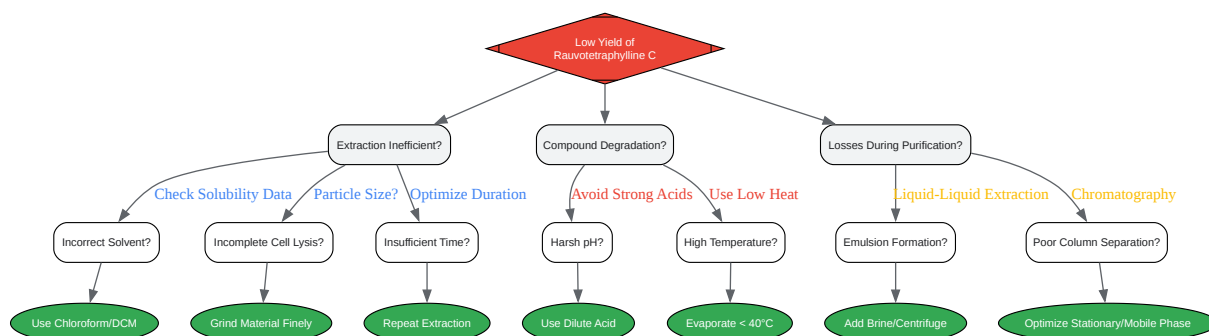 Low Yield of
Rauvotetraphylline C
Extraction Inefficient?
Compound Degradation?
Losses During Purification?
Check Solubility Data
Particle Size?
Optimize Duration
Avoid Strong Acids
Use Low Heat
Liquid-Liquid Extraction
Chromatography
Incorrect Solvent?
Incomplete Cell Lysis?
Insufficient Time?
Harsh pH?
High Temperature?
Emulsion Formation?
Poor Column Separation?
Use Chloroform/DCM
Grind Material Finely
Repeat Extraction
Use Dilute Acid
Evaporate < 40°C
Add Brine/Centrifuge
Optimize Stationary/Mobile Phase